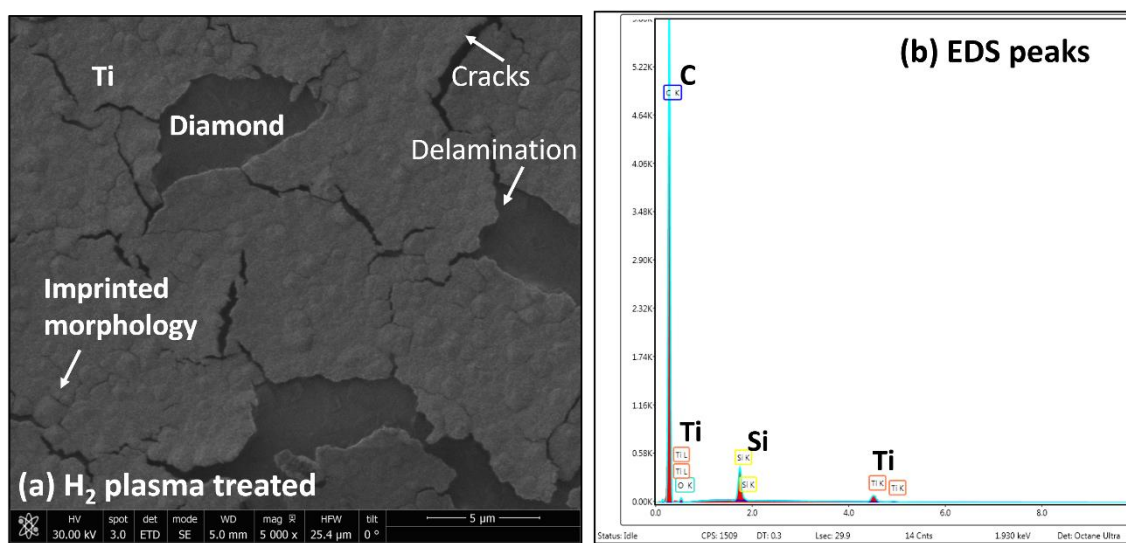 Ti
Cracks
Diamond
Delamination
Imprinted
morphology
(a) H₂ plasma treated
HV spot det mode WD mag HFW tilt
30.00 kV 3.0 ETD SE 5.0 mm 5 000 x 25.4 µm 0 °
5 µm
(b) EDS peaks
5.22K
4.64K
4.06K
3.48K
2.90K
2.32K
1.74K
1.16K
0.58K
0.00K
C K
C
Ti
Ti L
Ti L
O K
Si
Si K
Si K
Ti
Ti K
Ti K
0.0 2.0 4.0 6.0 8.0
Status: Idle CPS: 1509 DT: 0.3 Lsec: 29.9 14 Cnts 1.930 keV Det: Octane Ultra